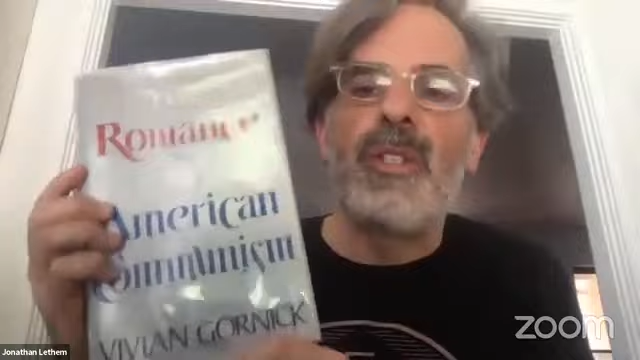 Romance
American
Communism
VIVIAN GORNICK
zoom
Jonathan Lethem